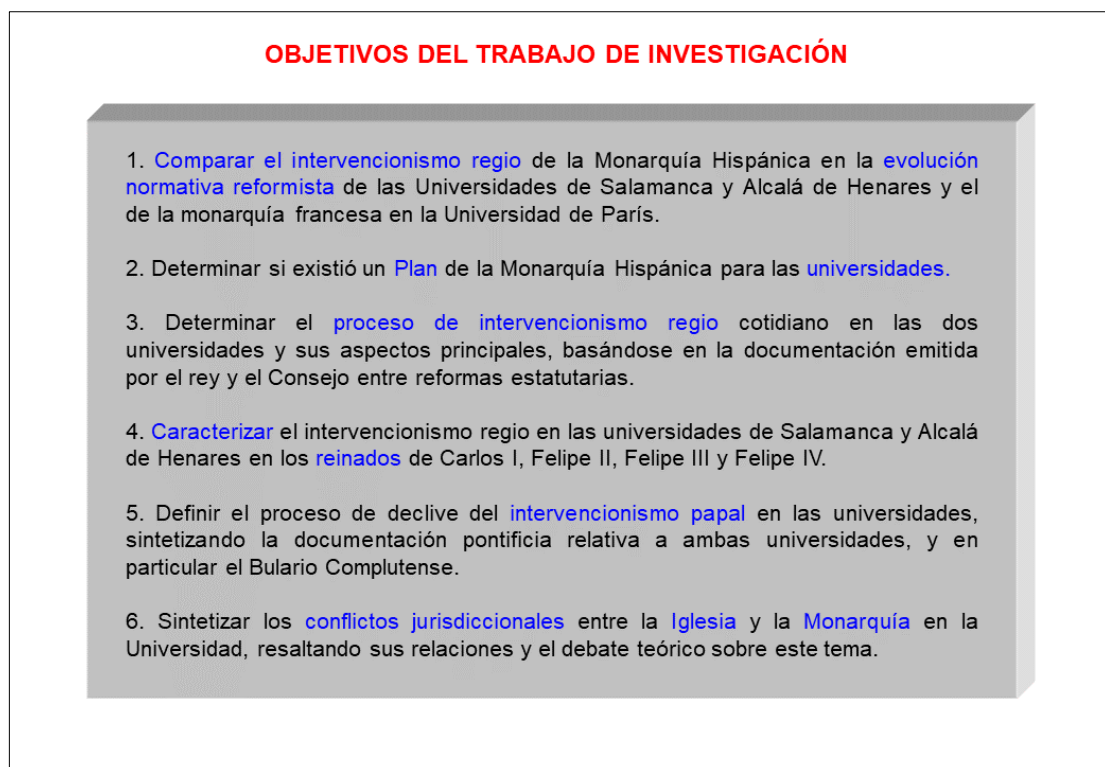 OBJETIVOS DEL TRABAJO DE INVESTIGACIÓN
1. Comparar el intervencionismo regio de la Monarquía Hispánica en la evolución
normativa reformista de las Universidades de Salamanca y Alcalá de Henares y el
de la monarquía francesa en la Universidad de París.
2. Determinar si existió un Plan de la Monarquía Hispánica para las universidades.
3. Determinar el proceso de intervencionismo regio cotidiano en las dos
universidades y sus aspectos principales, basándose en la documentación emitida
por el rey y el Consejo entre reformas estatutarias.
4. Caracterizar el intervencionismo regio en las universidades de Salamanca y Alcalá
de Henares en los reinados de Carlos I, Felipe II, Felipe III y Felipe IV.
5. Definir el proceso de declive del intervencionismo papal en las universidades,
sintetizando la documentación pontificia relativa a ambas universidades, y en
particular el Bulario Complutense.
6. Sintetizar los conflictos jurisdiccionales entre la Iglesia y la Monarquía en la
Universidad, resaltando sus relaciones y el debate teórico sobre este tema.